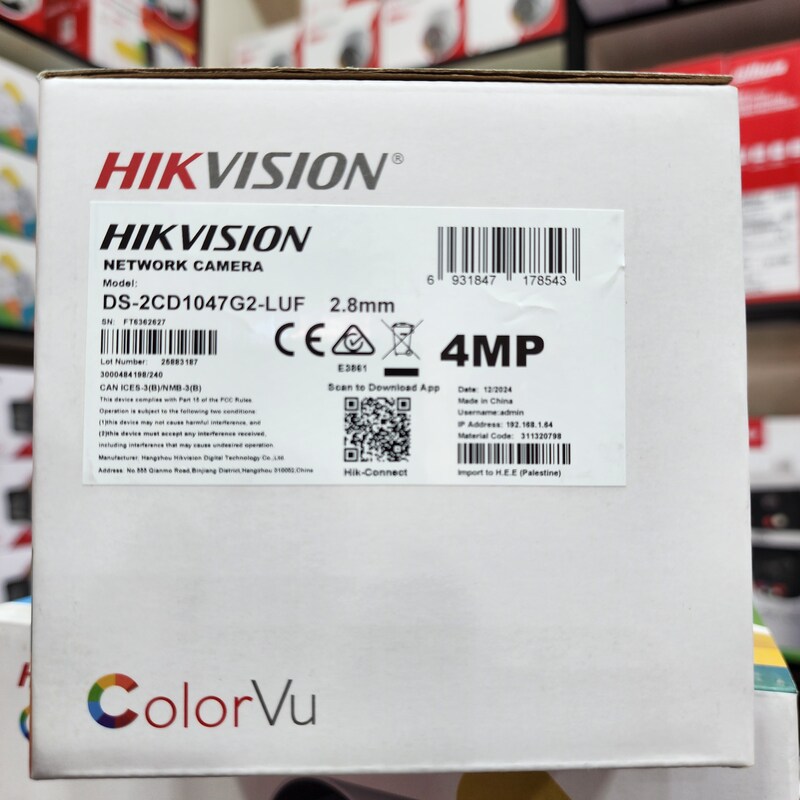 HIKVISION®
HIKVISION
NETWORK CAMERA
Model:
DS-2CD1047G2-LUF 2.8mm
SN: FT6362627
Lot Number: 25883187
3000484198/240
CAN ICES-3(B)/NMB-3(B)
This device complies with Part 15 of the FCC Rules
Operation is subject to the following two conditions:
(1)this device may not cause harmful interference, and
(2)this device must accept any interference received,
including interference that may cause undesired operation.
Manufacturer: Hangzhou Hikvision Digital Technology Co., Ltd.
Address: No.555 Qianmo Road,Binjiang District,Hangzhou 310052,China
CE
E3861
Scan to Download App
Hik-Connect
6 931847 178543
4MP
Date: 12/2024
Made in China
Username:admin
IP Address: 192.168.1.64
Material Code: 311320798
Import to H.E.E (Palestine)
ColorVu